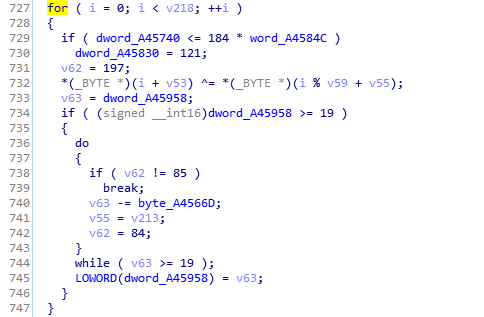 727 for ( i = 0; i < v218; ++i )
728 {
729 if ( dword_A45740 <= 184 * word_A4584C )
730 dword_A45830 = 121;
731 v62 = 197;
732 *(_BYTE *)(i + v53) ^= *(_BYTE *)(i % v59 + v55);
733 v63 = dword_A45958;
734 if ( (signed __int16)dword_A45958 >= 19 )
735 {
736 do
737 {
738 if ( v62 != 85 )
739 break;
740 v63 -= byte_A4566D;
741 v55 = v213;
742 v62 = 84;
743 }
744 while ( v63 >= 19 );
745 LOWORD(dword_A45958) = v63;
746 }
747 }